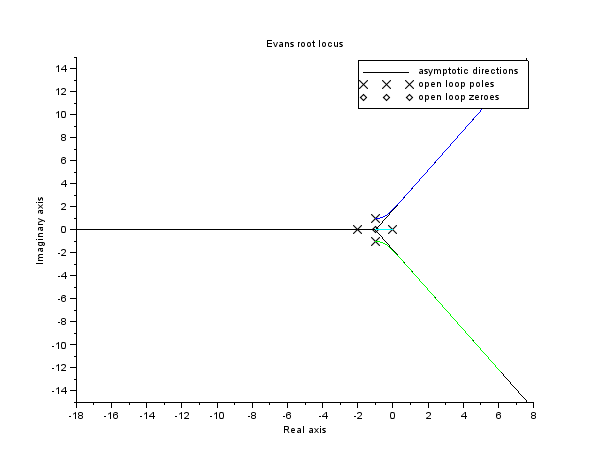 Evans root locus
asymptotic directions
open loop poles
open loop zeroes
Imaginary axis
14
12
10
8
6
4
2
0
-2
-4
-6
-8
-10
-12
-14
-18 -16 -14 -12 -10 -8 -6 -4 -2 0 2 4 6 8
Real axis